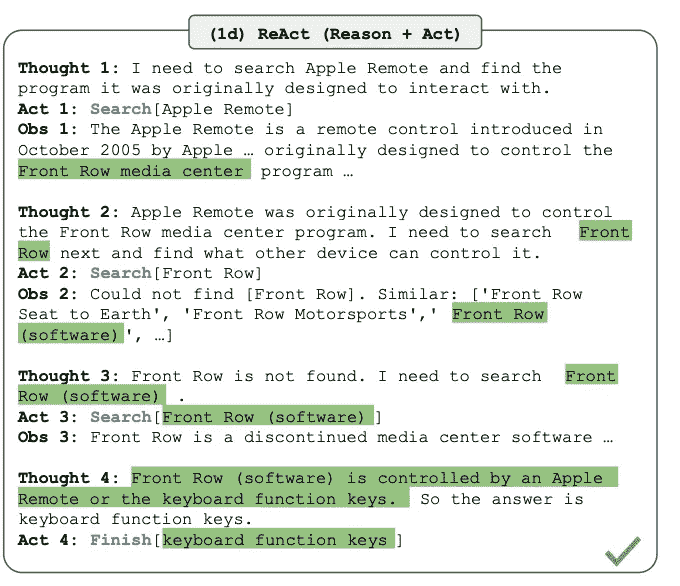 (1d) ReAct (Reason + Act)
Thought 1: I need to search Apple Remote and find the
program it was originally designed to interact with.
Act 1: Search[Apple Remote]
Obs 1: The Apple Remote is a remote control introduced in
October 2005 by Apple … originally designed to control the
Front Row media center program …
Thought 2: Apple Remote was originally designed to control
the Front Row media center program. I need to search Front
Row next and find what other device can control it.
Act 2: Search[Front Row]
Obs 2: Could not find [Front Row]. Similar: ['Front Row
Seat to Earth', 'Front Row Motorsports',' Front Row
(software)', …]
Thought 3: Front Row is not found. I need to search Front
Row (software) .
Act 3: Search[Front Row (software) ]
Obs 3: Front Row is a discontinued media center software …
Thought 4: Front Row (software) is controlled by an Apple
Remote or the keyboard function keys. So the answer is
keyboard function keys.
Act 4: Finish[keyboard function keys ]